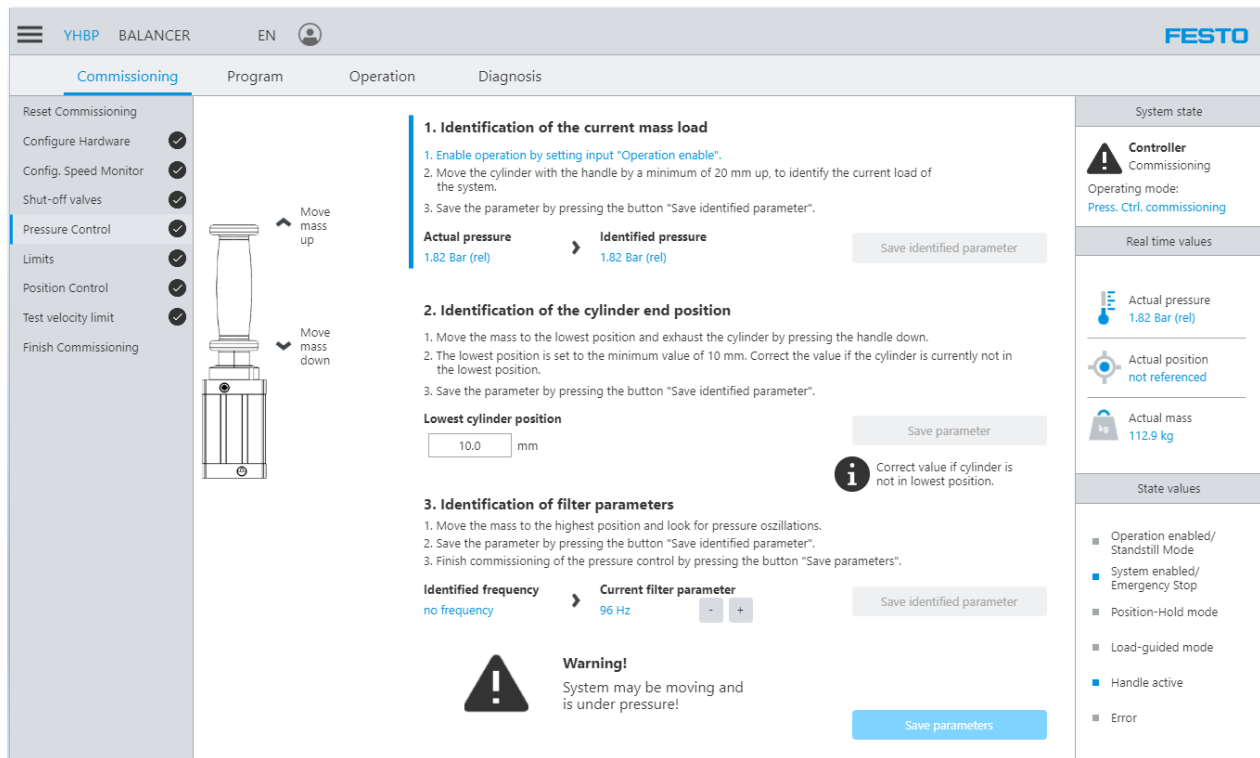 YHBP BALANCER EN FESTO
Commissioning Program Operation Diagnosis
Reset Commissioning
Configure Hardware
Config. Speed Monitor
Shut-off valves
Pressure Control
Limits
Position Control
Test velocity limit
Finish Commissioning
Move
mass
up
Move
mass
down
1. Identification of the current mass load
1. Enable operation by setting input "Operation enable".
2. Move the cylinder with the handle by a minimum of 20 mm up, to identify the current load of
the system.
3. Save the parameter by pressing the button "Save identified parameter".
Actual pressure Identified pressure
1.82 Bar (rel) 1.82 Bar (rel)
Save identified parameter
2. Identification of the cylinder end position
1. Move the mass to the lowest position and exhaust the cylinder by pressing the handle down.
2. The lowest position is set to the minimum value of 10 mm. Correct the value if the cylinder is currently not in
the lowest position.
3. Save the parameter by pressing the button "Save identified parameter".
Lowest cylinder position
10.0 mm
Save parameter
i
Correct value if cylinder is
not in lowest position.
3. Identification of filter parameters
1. Move the mass to the highest position and look for pressure oszillations.
2. Save the parameter by pressing the button "Save identified parameter".
3. Finish commissioning of the pressure control by pressing the button "Save parameters".
Identified frequency Current filter parameter
no frequency 96 Hz - +
Save identified parameter
!
Warning!
System may be moving and
is under pressure!
Save parameters
System state
!
Controller
Commissioning
Operating mode:
Press. Ctrl. commissioning
Real time values
Actual pressure
1.82 Bar (rel)
Actual position
not referenced
kg
Actual mass
112.9 kg
State values
Operation enabled/
Standstill Mode
System enabled/
Emergency Stop
Position-Hold mode
Load-guided mode
Handle active
Error